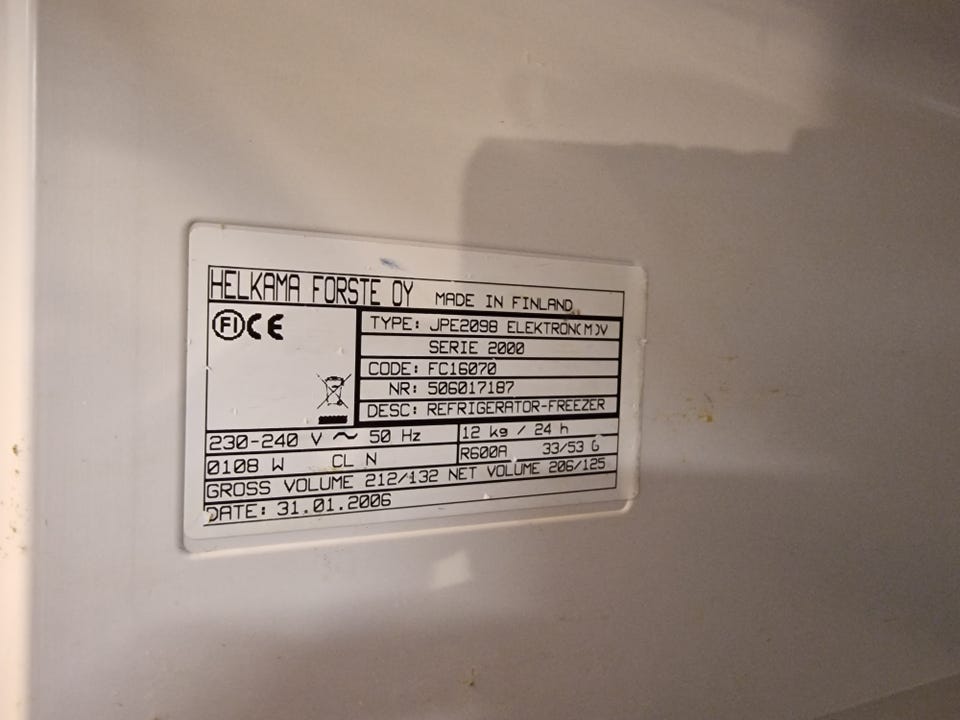 HELKAMA FORSTE OY MADE IN FINLAND
FI CE
TYPE: JPE2098
SERIE 2000
CODE: FC16070
NR: 506017187
DESC: REFRIGERATOR-FREEZER
230-240 V ~ 50 Hz 12 kg / 24 h
0108 W CL N R600A 33/53 G
GROSS VOLUME 212/132 NET VOLUME 206/125
DATE: 31.01.2006